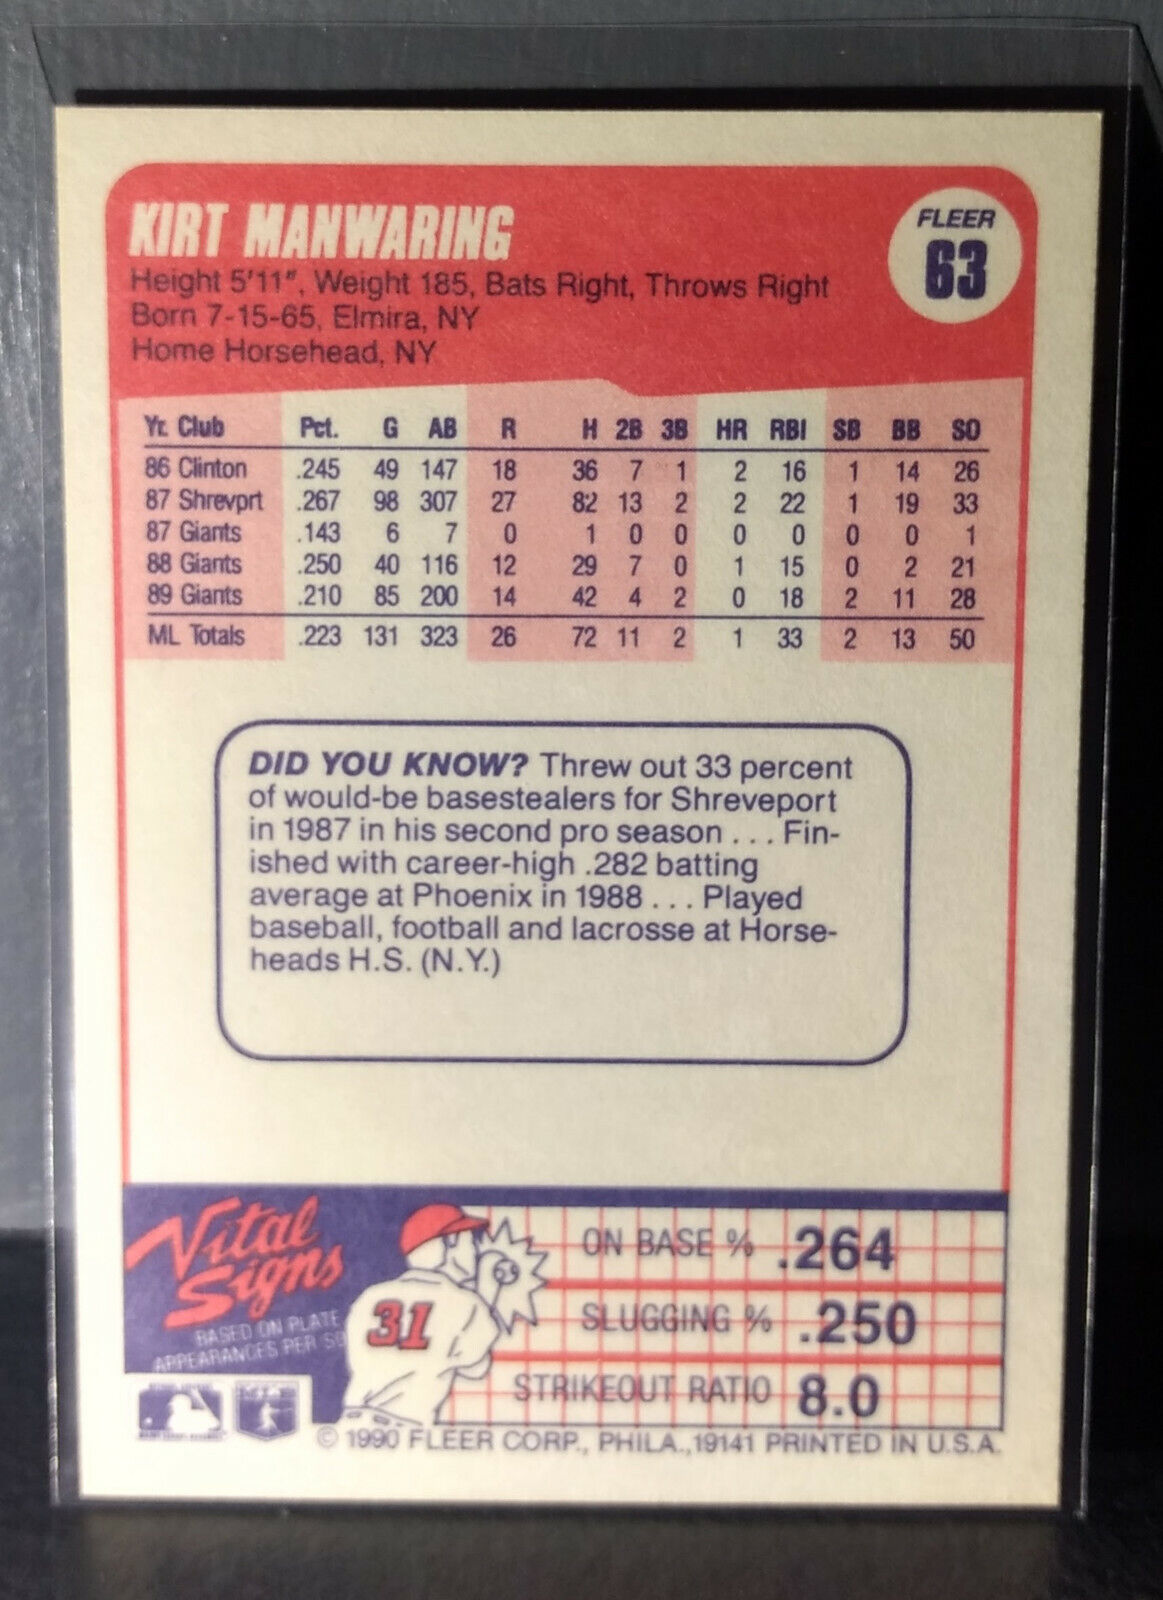 KIRT MANWARING
FLEER
63
Height 5'11", Weight 185, Bats Right, Throws Right
Born 7-15-65, Elmira, NY
Home Horsehead, NY
Yr. Club Pct. G AB R H 2B 3B HR RBI SB BB SO
86 Clinton .245 49 147 18 36 7 1 2 16 1 14 26
87 Shrevprt .267 98 307 27 82 13 2 2 22 1 19 33
87 Giants .143 6 7 0 1 0 0 0 0 0 0 1
88 Giants .250 40 116 12 29 7 0 1 15 0 2 21
89 Giants .210 85 200 14 42 4 2 0 18 2 11 28
ML Totals .223 131 323 26 72 11 2 1 33 2 13 50
DID YOU KNOW? Threw out 33 percent
of would-be basestealers for Shreveport
in 1987 in his second pro season . . . Fin-
ished with career-high .282 batting
average at Phoenix in 1988 . . . Played
baseball, football and lacrosse at Horse-
heads H.S. (N.Y.)
Vital
Signs
BASED ON PLATE
APPEARANCES PER SO
31
ON BASE % .264
SLUGGING % .250
STRIKEOUT RATIO 8.0
© 1990 FLEER CORP., PHILA., 19141 PRINTED IN U.S.A.